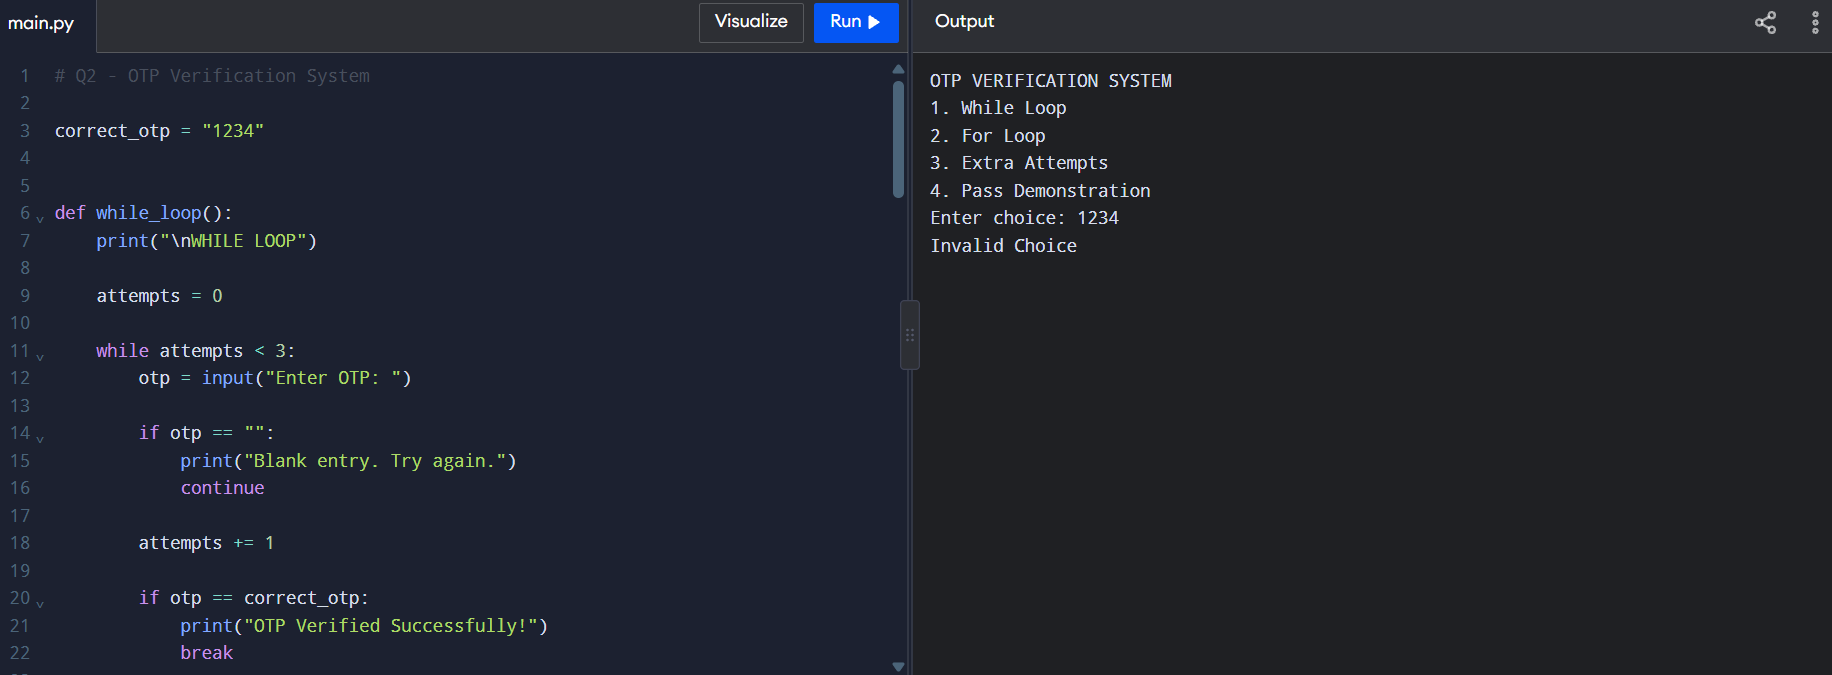 main.py
Visualize
Run
1 # Q2 - OTP Verification System
2
3 correct_otp = "1234"
4
5
6 def while_loop():
7     print("\nWHILE LOOP")
8
9     attempts = 0
10
11     while attempts < 3:
12         otp = input("Enter OTP: ")
13
14         if otp == "":
15             print("Blank entry. Try again.")
16             continue
17
18         attempts += 1
19
20         if otp == correct_otp:
21             print("OTP Verified Successfully!")
22             break
Output
OTP VERIFICATION SYSTEM
1. While Loop
2. For Loop
3. Extra Attempts
4. Pass Demonstration
Enter choice: 1234
Invalid Choice